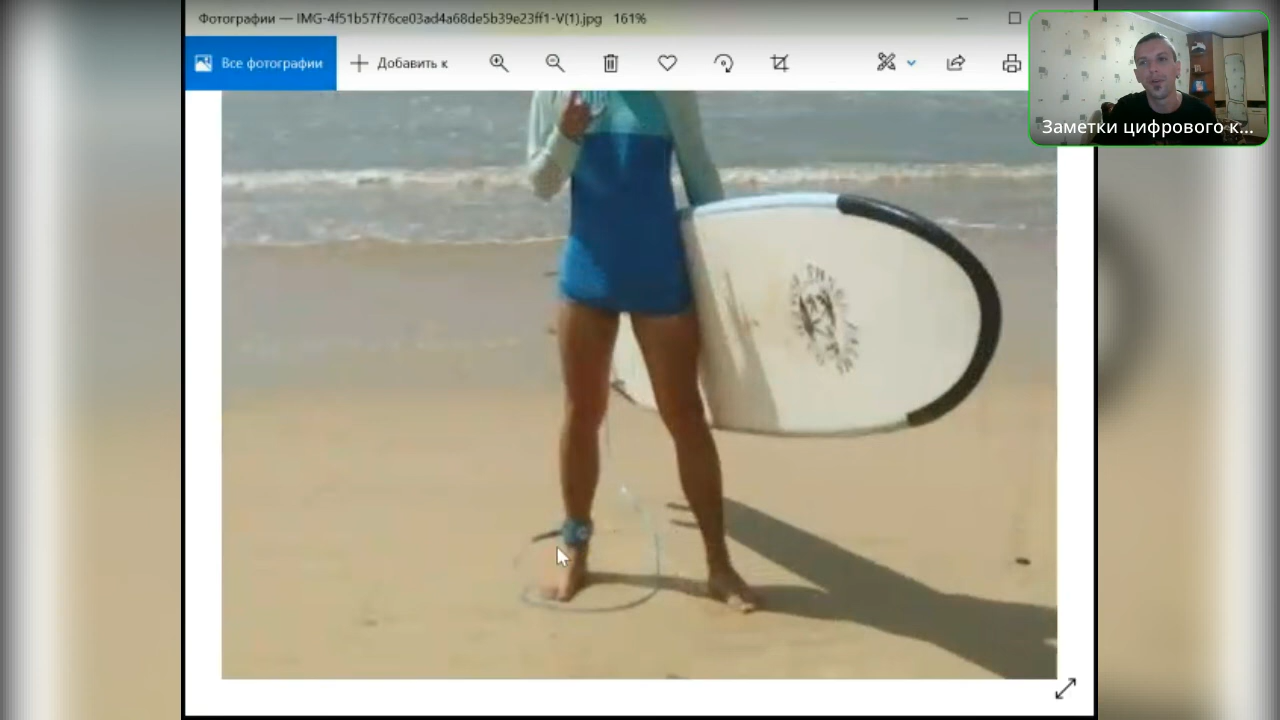 Фотографии — IMG-4f51b57f76ce03ad4a68de5b39e23ff1-V(1).jpg 161%
Все фотографии
Добавить к
Заметки цифрового к...